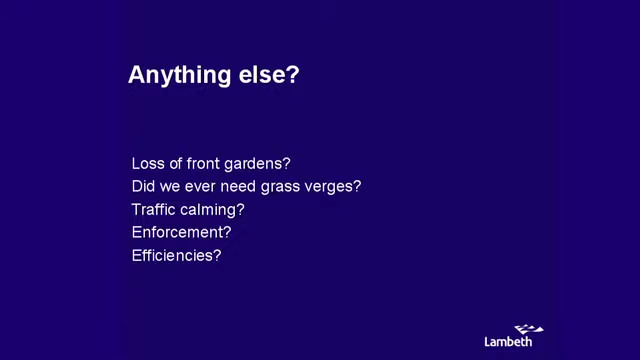 Anything else?
Loss of front gardens?
Did we ever need grass verges?
Traffic calming?
Enforcement?
Efficiencies?
Lambeth